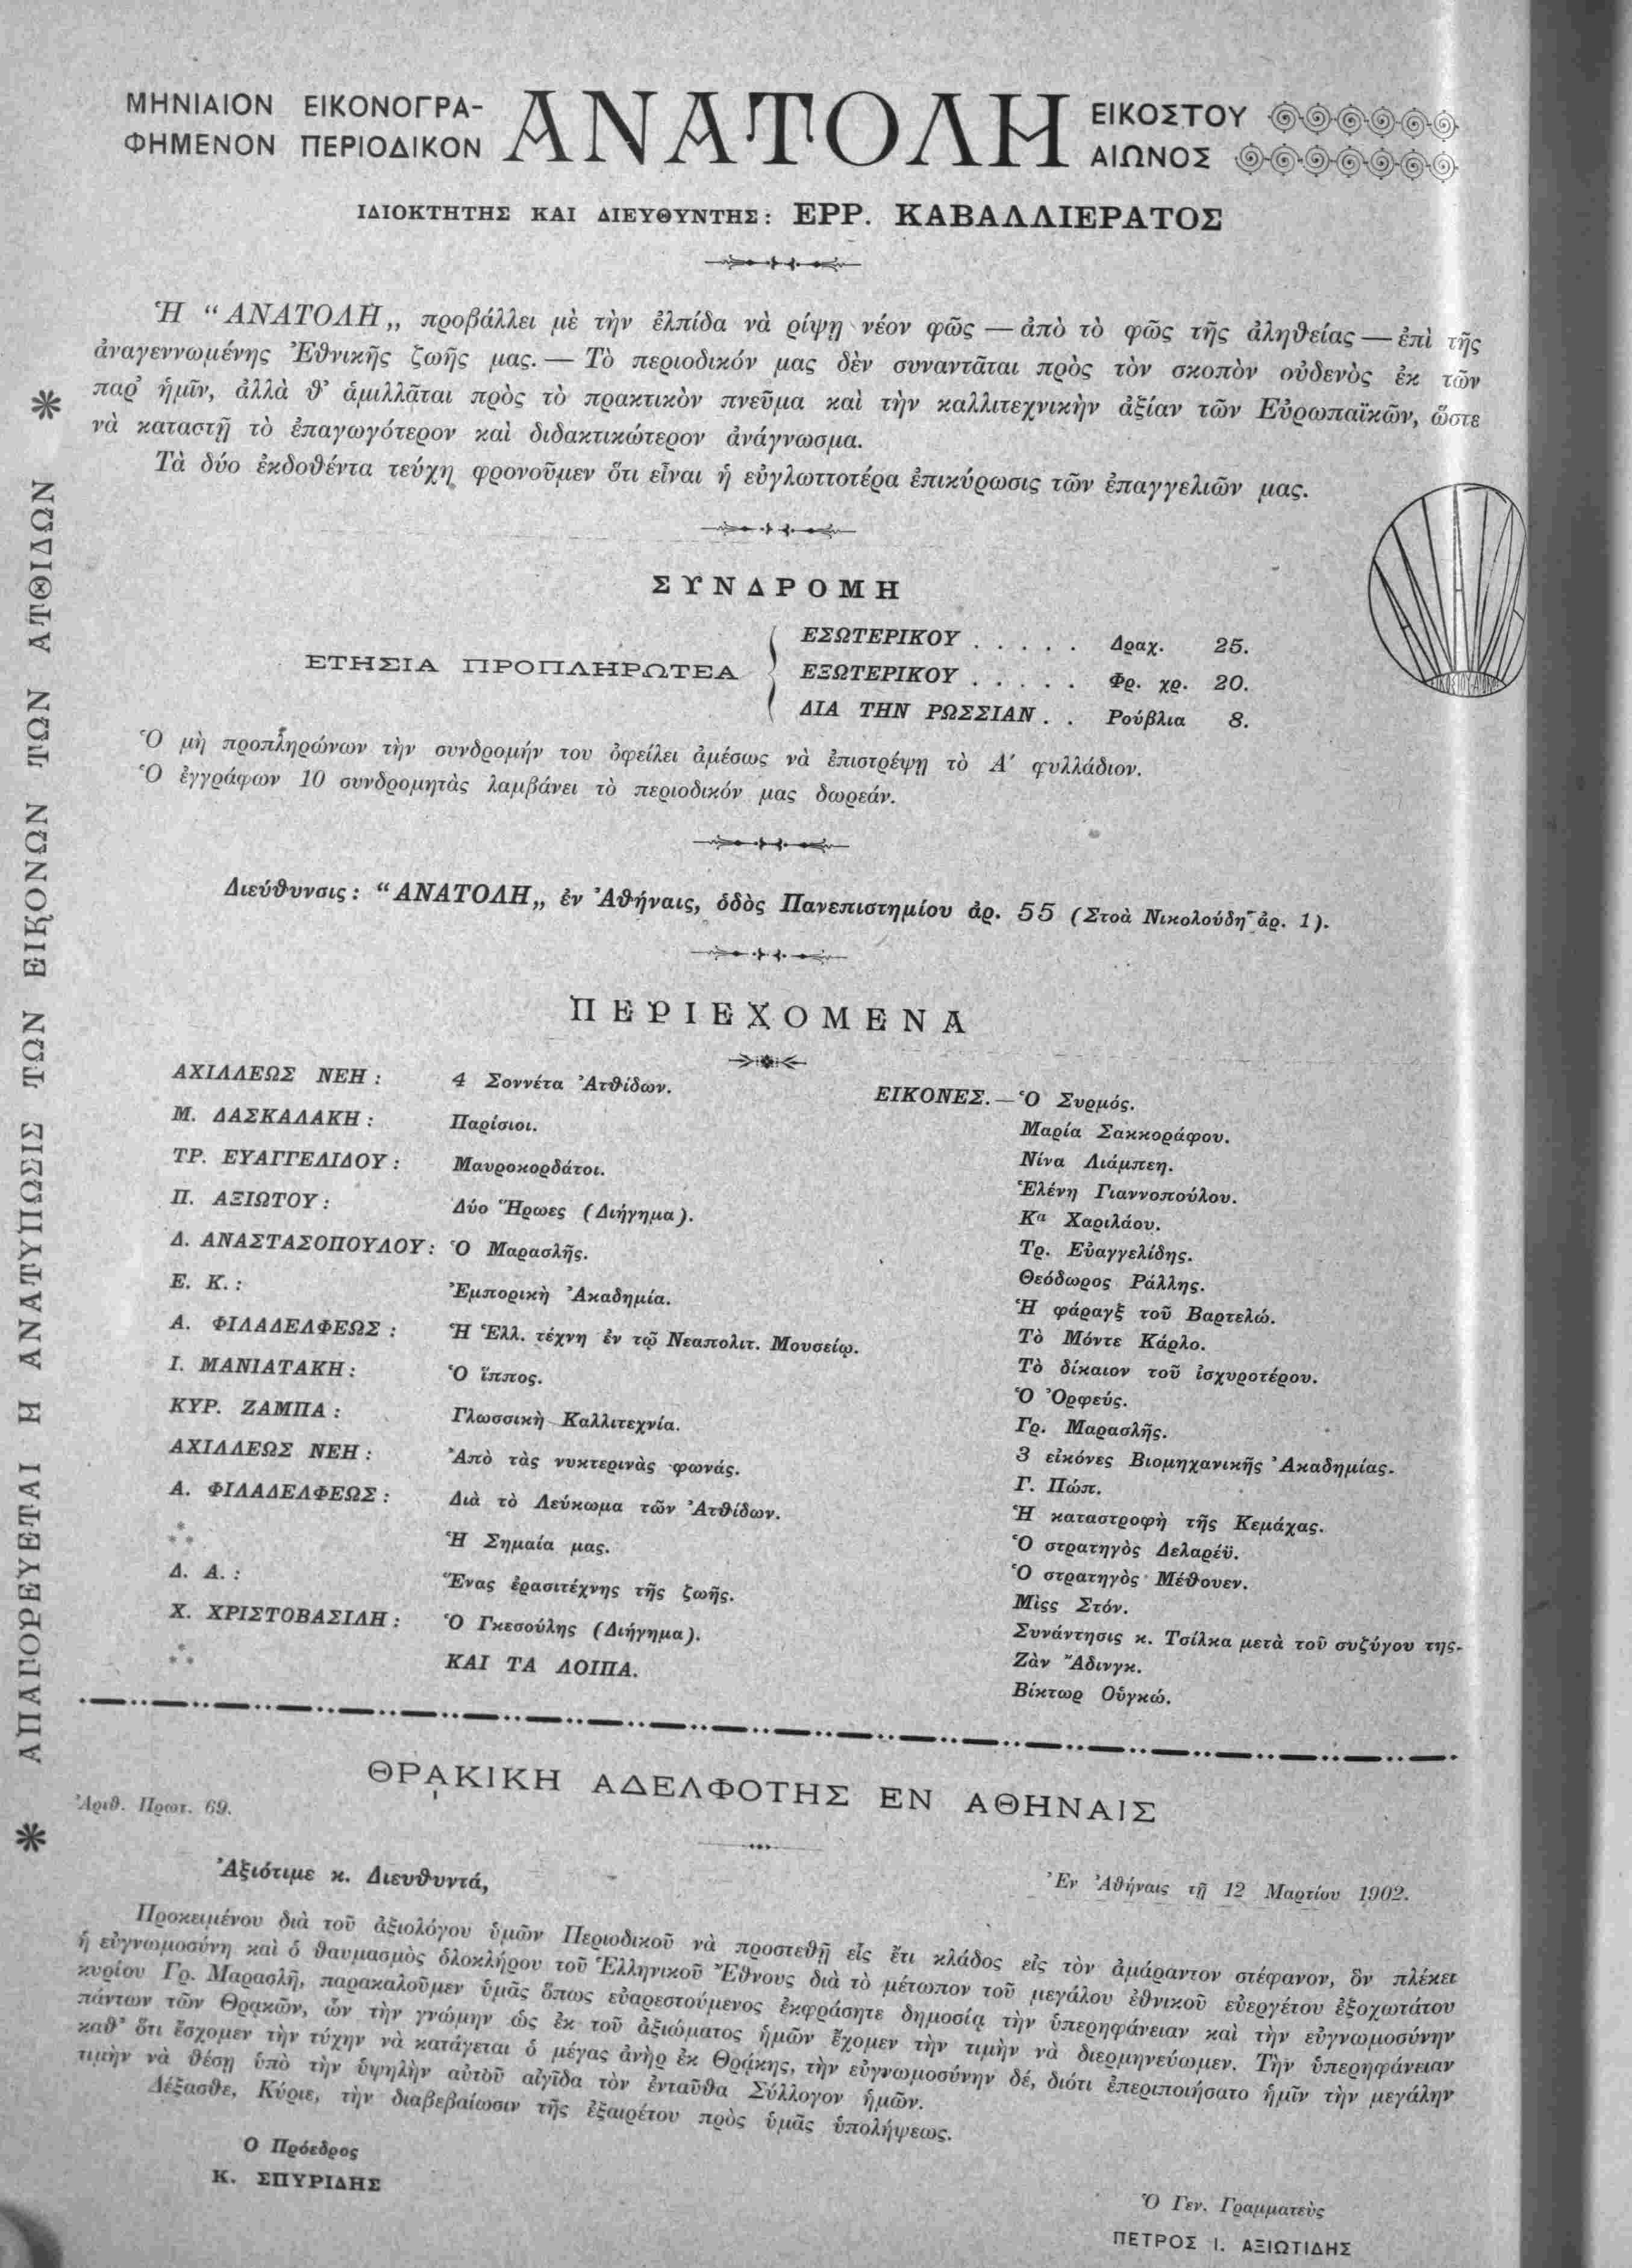 ΜΗΝΙΑΙΟΝ ΕΙΚΟΝΟΓΡΑ-
ΦΗΜΕΝΟΝ ΠΕΡΙΟΔΙΚΟΝ
ΑΝΑΤΟΛΗ
ΕΙΚΟΣΤΟΥ
ΑΙΩΝΟΣ
ΙΔΙΟΚΤΗΤΗΣ ΚΑΙ ΔΙΕΥΘΥΝΤΗΣ: ΕΡΡ. ΚΑΒΑΛΛΙΕΡΑΤΟΣ
Ἡ “ΑΝΑΤΟΛΗ„ προβάλλει μὲ τὴν ἐλπίδα νὰ ρίψῃ νέον φῶς — ἀπὸ τὸ φῶς τῆς ἀληθείας — ἐπὶ τῆς
ἀναγεννωμένης Ἐθνικῆς ζωῆς μας. — Τὸ περιοδικόν μας δὲν συναντᾶται πρὸς τὸν σκοπὸν οὐδενὸς ἐκ τῶν
παρ’ ἡμῖν, ἀλλὰ θ’ ἁμιλλᾶται πρὸς τὸ πρακτικὸν πνεῦμα καὶ τὴν καλλιτεχνικὴν ἀξίαν τῶν Εὐρωπαϊκῶν, ὥστε
νὰ καταστῇ τὸ ἐπαγωγότερον καὶ διδακτικώτερον ἀνάγνωσμα.
Τὰ δύο ἐκδοθέντα τεύχη φρονοῦμεν ὅτι εἶναι ἡ εὐγλωττοτέρα ἐπικύρωσις τῶν ἐπαγγελιῶν μας.
ΣΥΝΔΡΟΜΗ
ΕΤΗΣΙΑ ΠΡΟΠΛΗΡΩΤΕΑ
ΕΣΩΤΕΡΙΚΟΥ . . . . . Δραχ. 25.
ΕΞΩΤΕΡΙΚΟΥ . . . . . Φρ. χρ. 20.
ΔΙΑ ΤΗΝ ΡΩΣΣΙΑΝ . . Ρούβλια 8.
Ὁ μὴ προπληρώνων τὴν συνδρομήν του ὀφείλει ἀμέσως νὰ ἐπιστρέψῃ τὸ Α′ φυλλάδιον.
Ὁ ἐγγράφων 10 συνδρομητὰς λαμβάνει τὸ περιοδικόν μας δωρεάν.
Διεύθυνσις: “ΑΝΑΤΟΛΗ„ ἐν Ἀθήναις, ὁδὸς Πανεπιστημίου ἀρ. 55 (Στοὰ Νικολούδη ἀρ. 1).
ΠΕΡΙΕΧΟΜΕΝΑ
ΑΧΙΛΛΕΩΣ ΝΕΗ: 4 Σοννέτα Ἀτθίδων.
Μ. ΔΑΣΚΑΛΑΚΗ: Παρίσιοι.
ΤΡ. ΕΥΑΓΓΕΛΙΔΟΥ: Μαυροκορδάτοι.
Π. ΑΞΙΩΤΟΥ: Δύο Ἥρωες (Διήγημα).
Δ. ΑΝΑΣΤΑΣΟΠΟΥΛΟΥ: Ὁ Μαρασλῆς.
Ε. Κ.: Ἐμπορικὴ Ἀκαδημία.
Α. ΦΙΛΑΔΕΛΦΕΩΣ: Ἡ Ἑλλ. τέχνη ἐν τῷ Νεαπολιτ. Μουσείῳ.
Ι. ΜΑΝΙΑΤΑΚΗ: Ὁ ἵππος.
ΚΥΡ. ΖΑΜΠΑ: Γλωσσικὴ Καλλιτεχνία.
ΑΧΙΛΛΕΩΣ ΝΕΗ: Ἀπὸ τὰς νυκτερινὰς φωνάς.
Α. ΦΙΛΑΔΕΛΦΕΩΣ: Διὰ τὸ Λεύκωμα τῶν Ἀτθίδων.
⁂ Ἡ Σημαία μας.
Δ. Α.: Ἕνας ἐρασιτέχνης τῆς ζωῆς.
Χ. ΧΡΙΣΤΟΒΑΣΙΛΗ: Ὁ Γκεσούλης (Διήγημα).
⁂ ΚΑΙ ΤΑ ΛΟΙΠΑ.
ΕΙΚΟΝΕΣ.—Ὁ Συρμός.
Μαρία Σακκοράφου.
Νίνα Λιάμπεη.
Ἑλένη Γιαννοπούλου.
Κα Χαριλάου.
Τρ. Εὐαγγελίδης.
Θεόδωρος Ράλλης.
Ἡ φάραγξ τοῦ Βαρτελώ.
Τὸ Μόντε Κάρλο.
Τὸ δίκαιον τοῦ ἰσχυροτέρου.
Ὁ Ὀρφεύς.
Γρ. Μαρασλῆς.
3 εἰκόνες Βιομηχανικῆς Ἀκαδημίας.
Γ. Πώπ.
Ἡ καταστροφὴ τῆς Κεμάχας.
Ὁ στρατηγὸς Δελαρέϋ.
Ὁ στρατηγὸς Μέθουεν.
Μὶςς Στόν.
Συνάντησις κ. Τσίλκα μετὰ τοῦ συζύγου της.
Ζὰν Ἄδινγκ.
Βίκτωρ Οὑγκώ.
ΑΠΑΓΟΡΕΥΕΤΑΙ Η ΑΝΑΤΥΠΩΣΙΣ ΤΩΝ ΕΙΚΟΝΩΝ ΤΩΝ ΑΤΘΙΔΩΝ
ΘΡΑΚΙΚΗ ΑΔΕΛΦΟΤΗΣ ΕΝ ΑΘΗΝΑΙΣ
Ἀριθ. Πρωτ. 69.
Ἀξιότιμε κ. Διευθυντά,
Ἐν Ἀθήναις τῇ 12 Μαρτίου 1902.
Προκειμένου διὰ τοῦ ἀξιολόγου ὑμῶν Περιοδικοῦ νὰ προστεθῇ εἷς ἔτι κλάδος εἰς τὸν ἀμάραντον στέφανον, ὃν πλέκει
ἡ εὐγνωμοσύνη καὶ ὁ θαυμασμὸς ὁλοκλήρου τοῦ Ἑλληνικοῦ Ἔθνους διὰ τὸ μέτωπον τοῦ μεγάλου ἐθνικοῦ εὐεργέτου ἐξοχωτάτου
κυρίου Γρ. Μαρασλῆ, παρακαλοῦμεν ὑμᾶς ὅπως εὐαρεστούμενος ἐκφράσητε δημοσίᾳ τὴν ὑπερηφάνειαν καὶ τὴν εὐγνωμοσύνην
πάντων τῶν Θρακῶν, ὧν τὴν γνώμην ὡς ἐκ τοῦ ἀξιώματος ἡμῶν ἔχομεν τὴν τιμὴν νὰ διερμηνεύωμεν. Τὴν ὑπερηφάνειαν
καθ’ ὅτι ἔσχομεν τὴν τύχην νὰ κατάγεται ὁ μέγας ἀνὴρ ἐκ Θρᾴκης, τὴν εὐγνωμοσύνην δέ, διότι ἐπεριποιήσατο ἡμῖν τὴν μεγάλην
τιμὴν νὰ θέσῃ ὑπὸ τὴν ὑψηλὴν αὐτοῦ αἰγίδα τὸν ἐνταῦθα Σύλλογον ἡμῶν.
Δέξασθε, Κύριε, τὴν διαβεβαίωσιν τῆς ἐξαιρέτου πρὸς ὑμᾶς ὑπολήψεως.
Ο Πρόεδρος
Κ. ΣΠΥΡΙΔΗΣ
Ὁ Γεν. Γραμματεὺς
ΠΕΤΡΟΣ Ι. ΑΞΙΩΤΙΔΗΣ